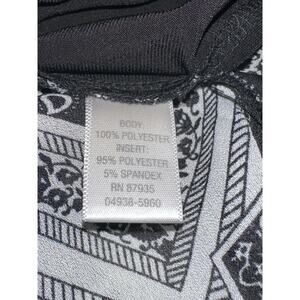 BODY:
100% POLYESTER
INSERT:
95% POLYESTER
5% SPANDEX
RN 87935
04938-5960